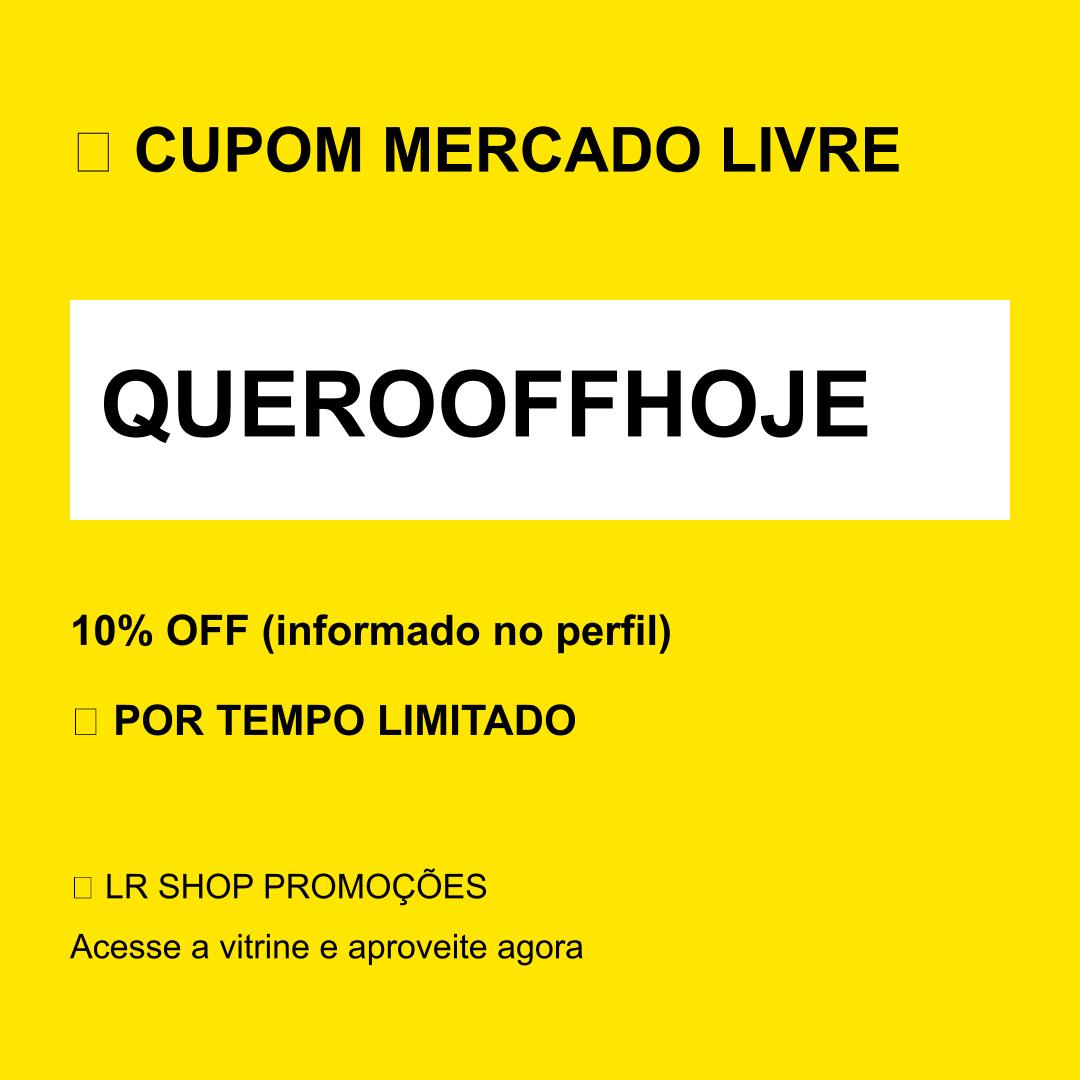 CUPOM MERCADO LIVRE
QUEROOFFHOJE
10% OFF (informado no perfil)
POR TEMPO LIMITADO
LR SHOP PROMOÇÕES
Acesse a vitrine e aproveite agora